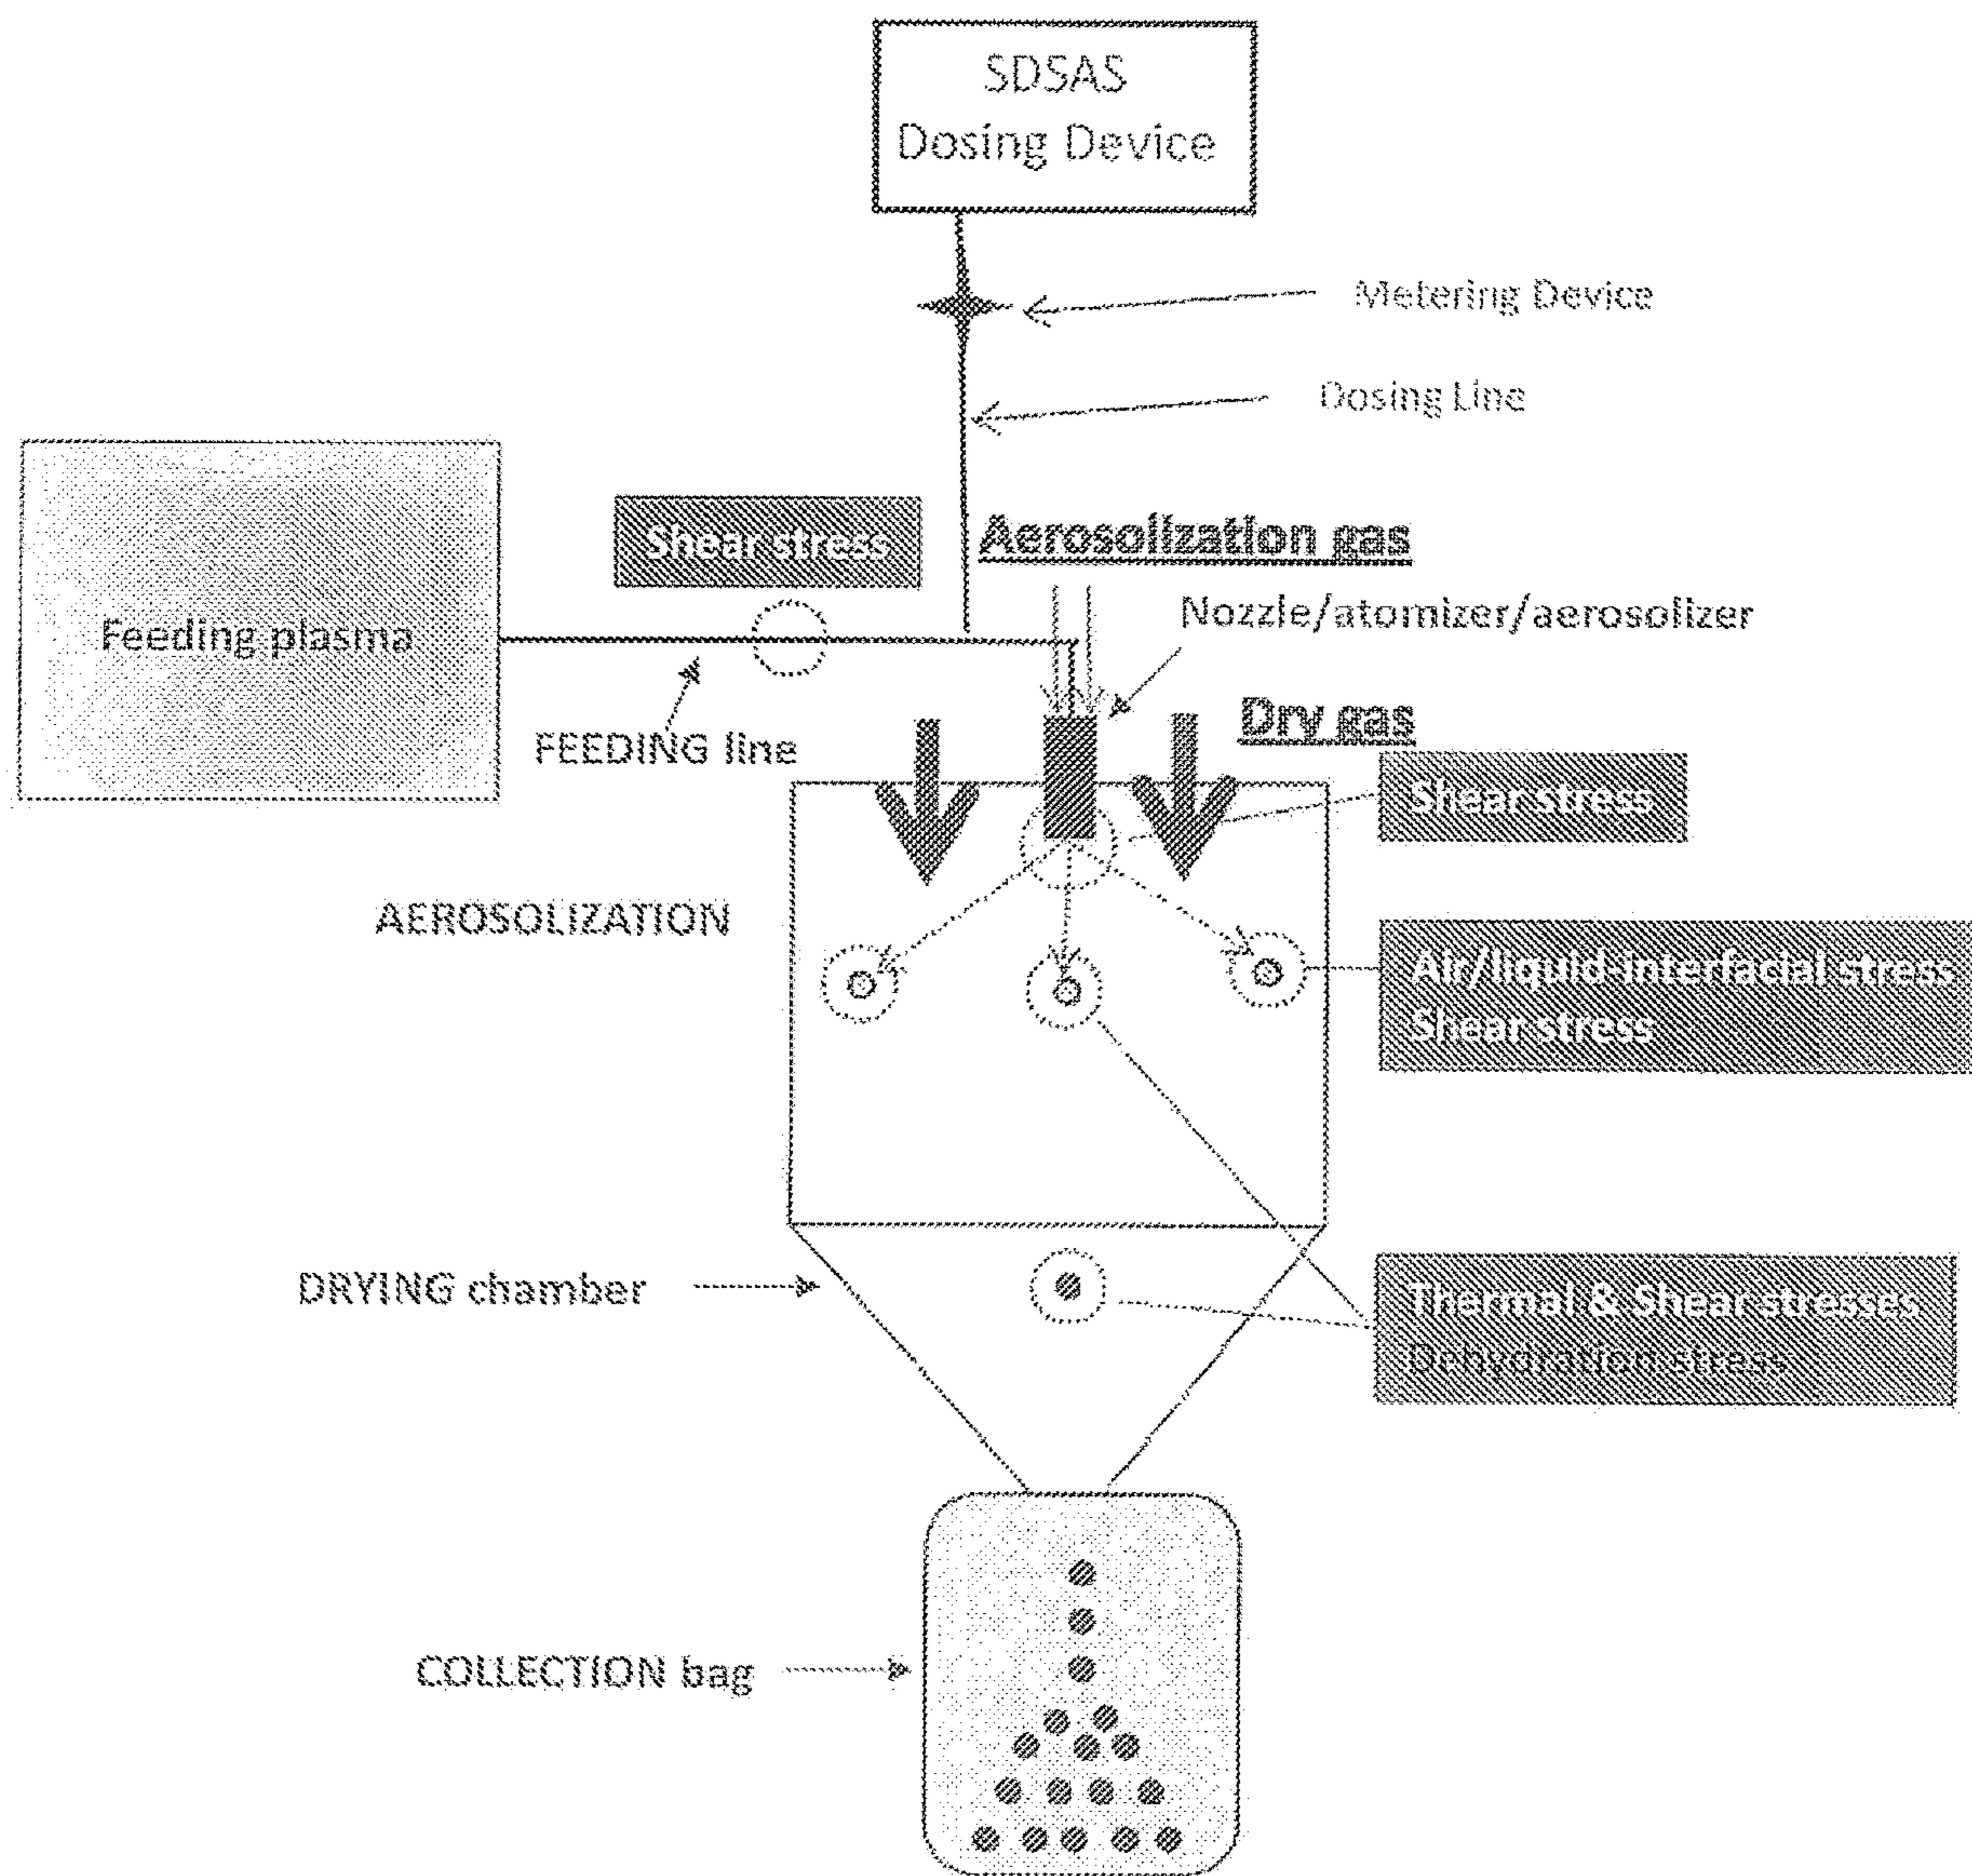 SDSAS
Dosing Device
Metering Device
Dosing Line
Shear stress
Aerosolization gas
Nozzle/atomizer/aerosolizer
Feeding plasma
FEEDING line
Dry gas
Shear stress
AEROSOLIZATION
Air/liquid-interfacial stress
Shear stress
DRYING chamber
Thermal & Shear stresses
Dehydration stress
COLLECTION bag